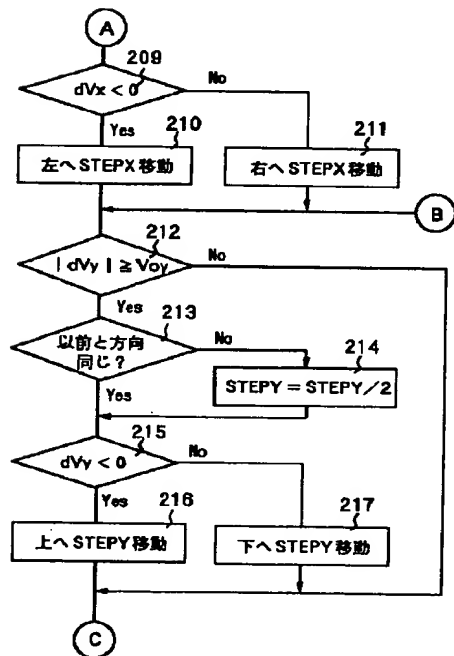 A
209
dVx < 0
No
Yes
210
211
左へ STEPX 移動
右へ STEPX 移動
B
212
| dVy | ≧ Voy
No
Yes
213
以前と方向
同じ?
No
214
STEPY = STEPY/2
Yes
215
dVy < 0
No
Yes
216
217
上へ STEPY 移動
下へ STEPY 移動
C